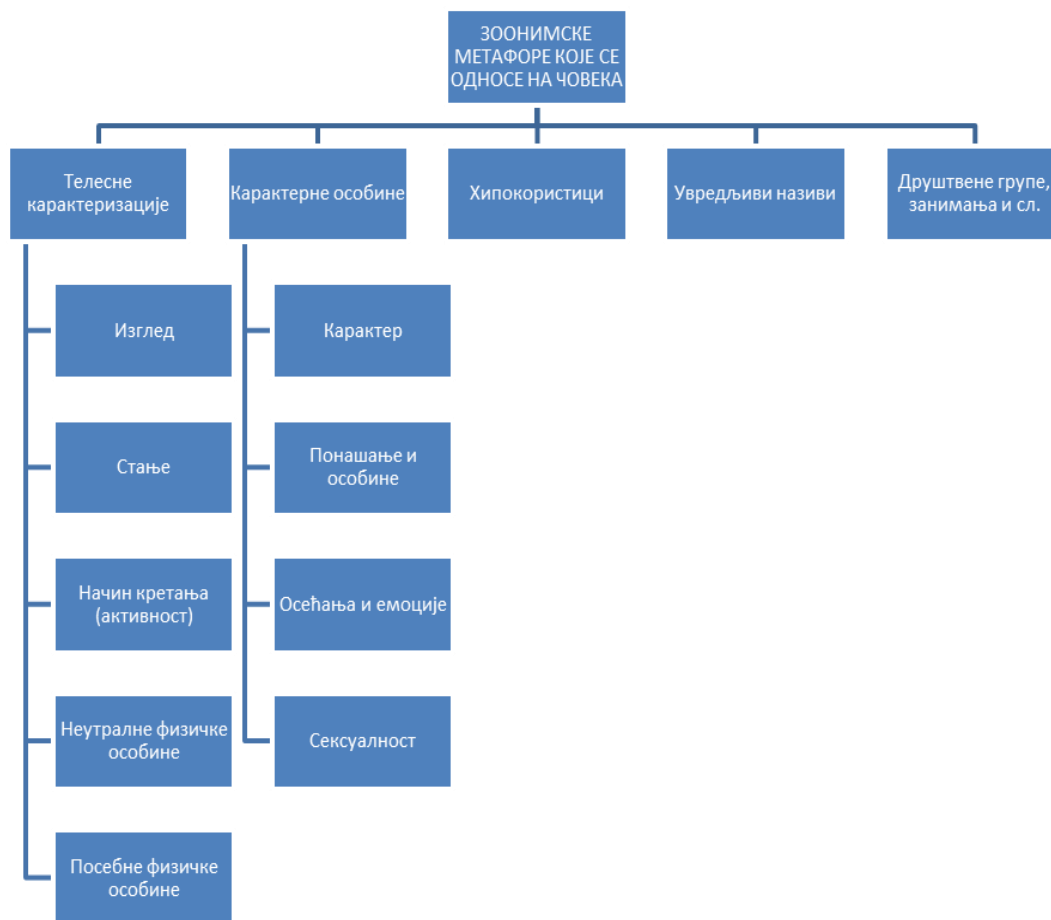 ЗООНИМСКЕ
МЕТАФОРЕ КОЈЕ СЕ
ОДНОСЕ НА ЧОВЕКА
Телесне
карактеризације
Карактерне особине
Хипокористици
Увредљиви називи
Друштвене групе,
занимања и сл.
Изглед
Стање
Начин кретања
(активност)
Неутралне физичке
особине
Посебне физичке
особине
Карактер
Понашање и
особине
Осећања и емоције
Сексуалност